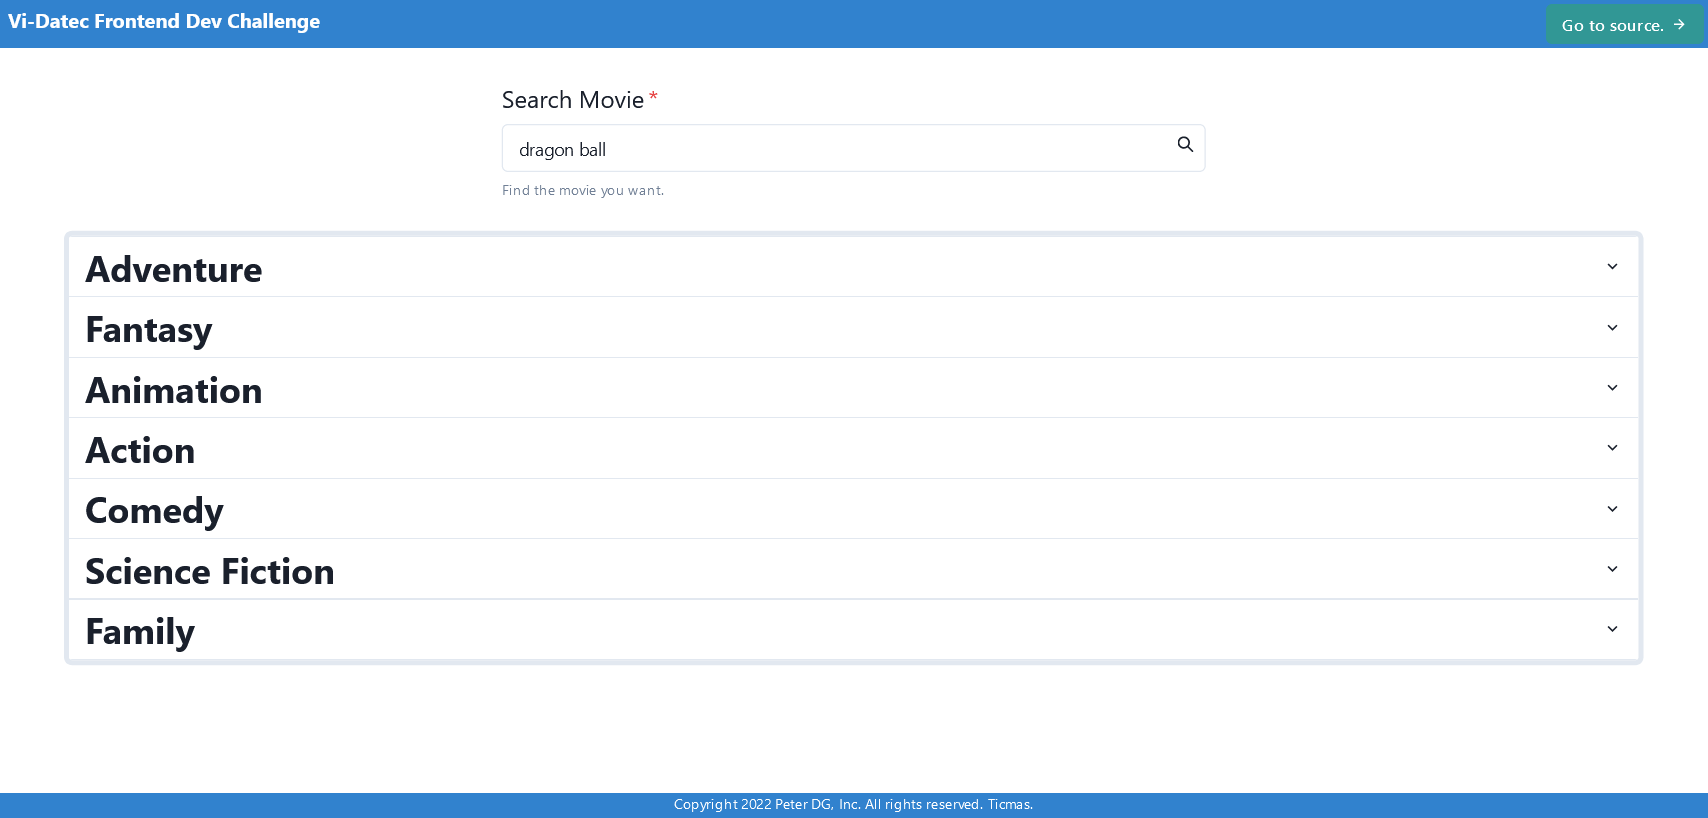 Vi-Datec Frontend Dev Challenge
Go to source.
Search Movie *
dragon ball
Find the movie you want.
Adventure
Fantasy
Animation
Action
Comedy
Science Fiction
Family
Copyright 2022 Peter DG, Inc. All rights reserved. Ticmas.